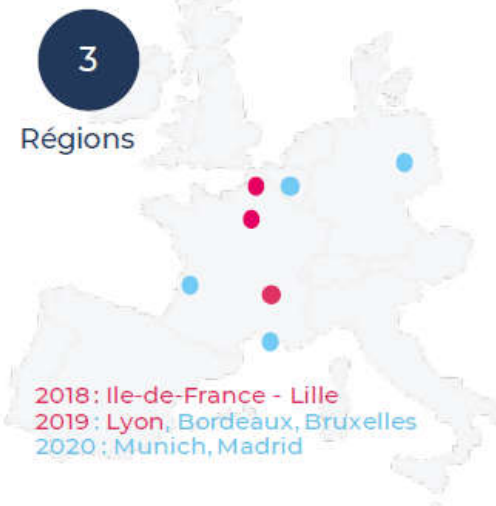 3
Régions
2018 : Ile-de-France - Lille
2019 : Lyon, Bordeaux, Bruxelles
2020 : Munich, Madrid